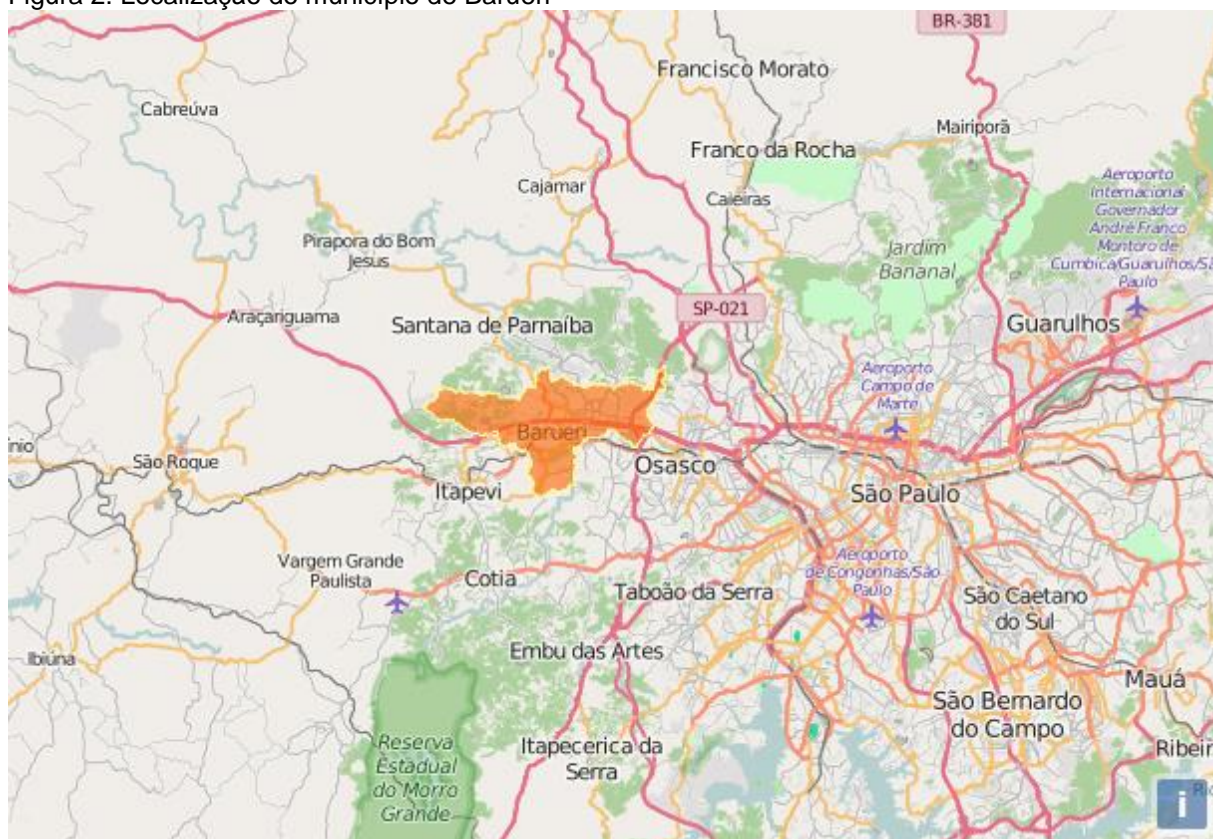 Figura 2: Localização do município de Barueri
BR-381
Francisco Morato
Cabreúva
Mairiporã
Franco da Rocha
Cajamar
Caieiras
Aeroporto
Internacional
Governador
André Franco
Montoro de
Cumbica/Guarulhos/Sã
Paulo
Pirapora do Bom
Jesus
Jardim
Bananal
SP-021
Araçariguama
Santana de Parnaíba
Guarulhos
Aeroporto
Campo de
Marte
Barueri
nio
São Roque
Osasco
Itapevi
São Paulo
Vargem Grande
Paulista
Cotia
Aeroporto
de Congonhas/São
Paulo
Taboão da Serra
São Caetano
do Sul
Ibiúna
Embu das Artes
Mauá
São Bernardo
do Campo
Reserva
Estadual
do Morro
Grande
Itapecerica da
Serra
Ribeir
i